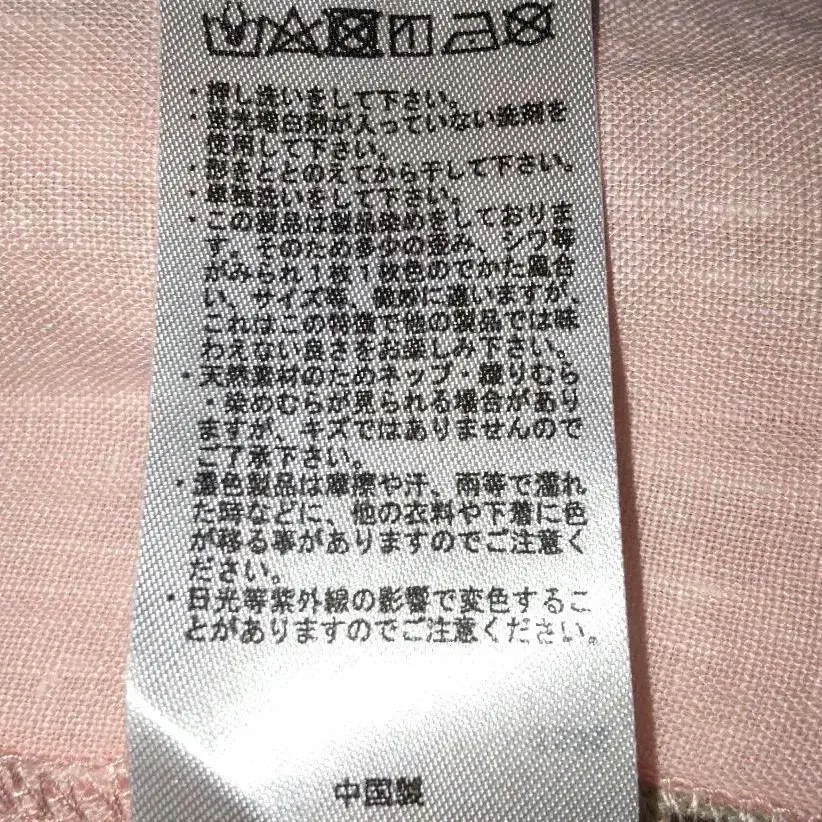 ・押し洗いをして下さい。
・蛍光増白剤が入っていない洗剤を
使用して下さい。
・形をととのえてから干して下さい。
・単独洗いをして下さい。
・この製品は製品染めをしておりま
す。そのため多少の歪み、シワ等
がみられ1枚1枚色のでかた風合
い、サイズ等、微妙に違いますが、
これはこの特徴で他の製品では味
わえない良さをお楽しみ下さい。
・天然素材のためネップ・織りむら
・染めむらが見られる場合があり
ますが、キズではありませんので
ご了承下さい。
・濃色製品は摩擦や汗、雨等で濡れ
た時などに、他の衣料や下着に色
が移る事がありますのでご注意く
ださい。
・日光等紫外線の影響で変色するこ
とがありますのでご注意ください。
中国製